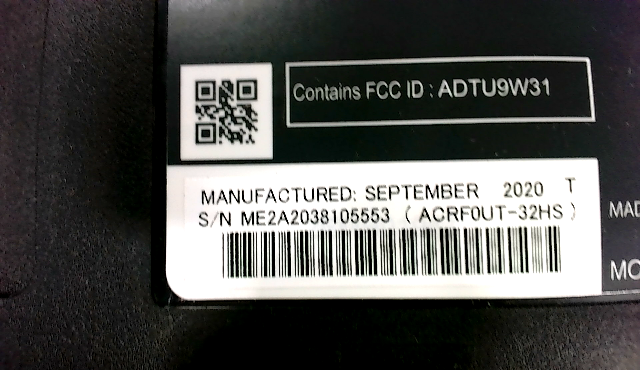 Contains FCC ID : ADTU9W31
MANUFACTURED: SEPTEMBER 2020 T
S/N ME2A2038105553 ( ACRF0UT-32HS )